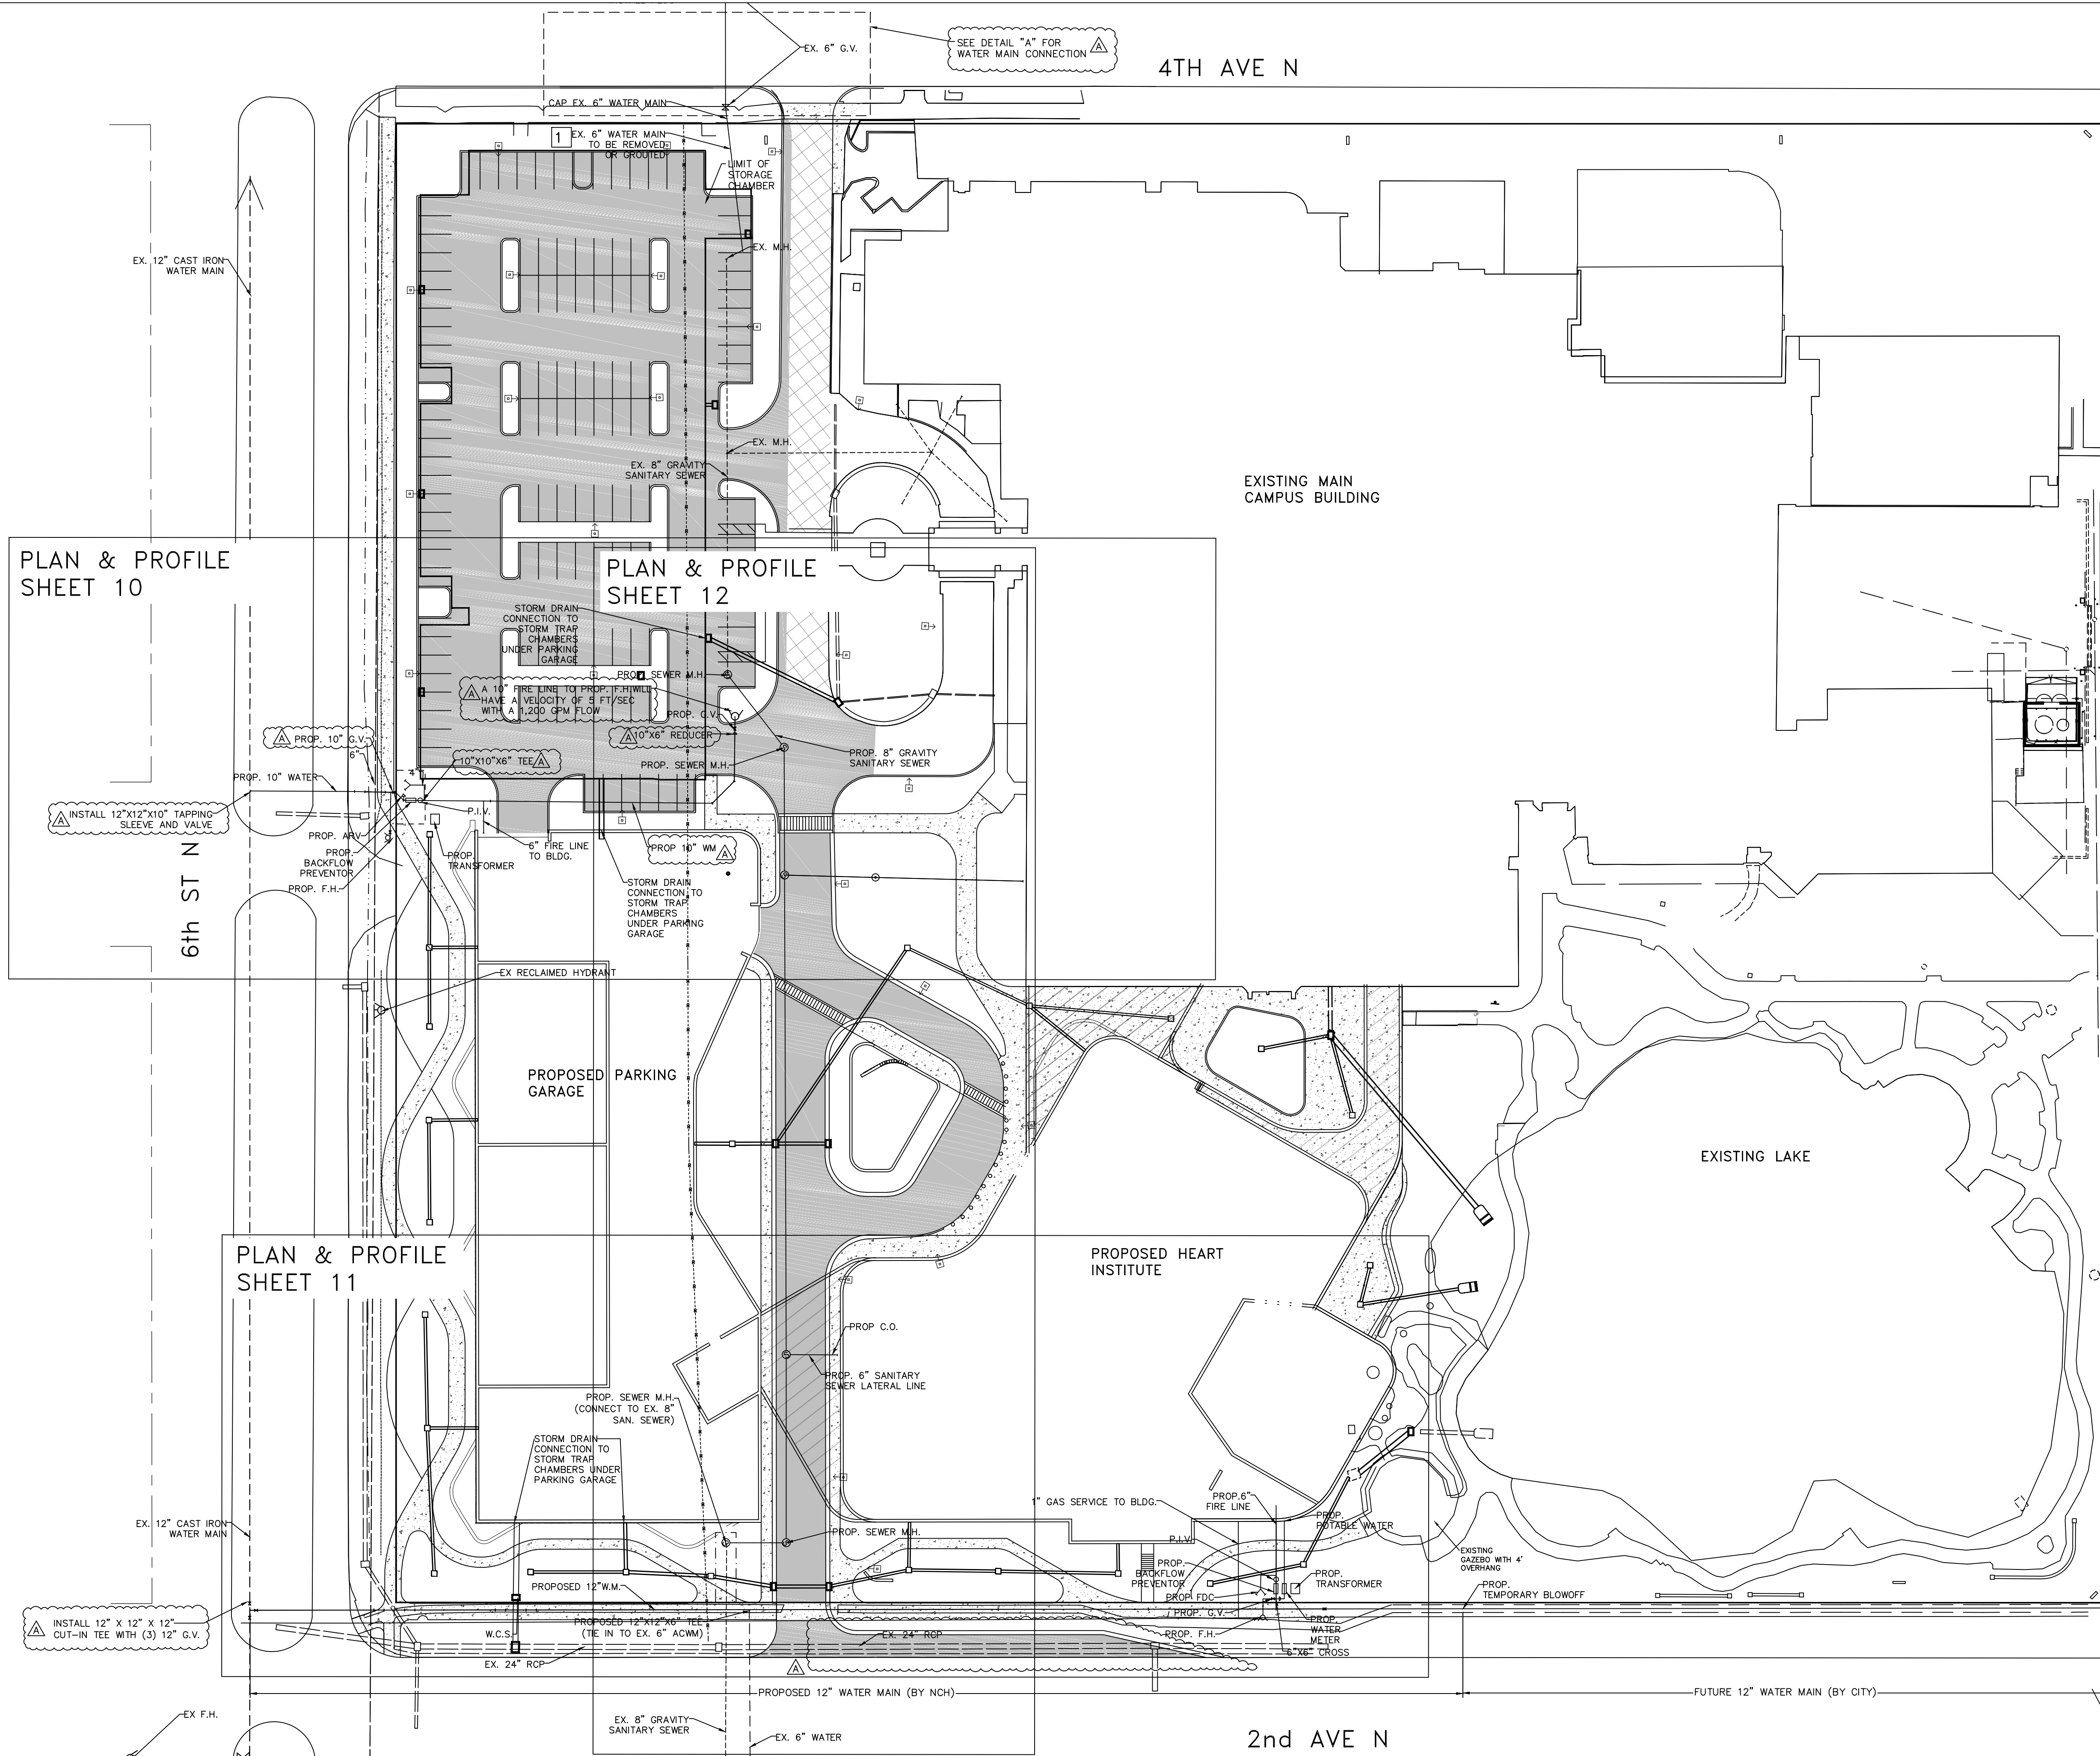 EX. 6" G.V.
SEE DETAIL "A" FOR
WATER MAIN CONNECTION
A
4TH AVE N
CAP EX. 6" WATER MAIN
1
EX. 6" WATER MAIN
TO BE REMOVED
OR GROUTED
LIMIT OF
STORAGE
CHAMBER
EX. M.H.
EX. 12" CAST IRON
WATER MAIN
EX. M.H.
EX. 8" GRAVITY
SANITARY SEWER
EXISTING MAIN
CAMPUS BUILDING
PLAN & PROFILE
SHEET 10
PLAN & PROFILE
SHEET 12
STORM DRAIN
CONNECTION TO
STORM TRAP
CHAMBERS
UNDER PARKING
GARAGE
PROP. SEWER M.H.
A
A 10" FIRE LINE TO PROP. F.H. WILL
HAVE A VELOCITY OF 5 FT/SEC
WITH A 1,200 GPM FLOW
PROP. G.V.
A
10"X6" REDUCER
A
PROP. 10" G.V.
6"
10"X10"X6" TEE
A
PROP. SEWER M.H.
PROP. 8" GRAVITY
SANITARY SEWER
PROP. 10" WATER
4"
A
INSTALL 12"X12"X10" TAPPING
SLEEVE AND VALVE
P.I.V.
PROP. ARV
PROP.
BACKFLOW
PREVENTOR
PROP. F.H.
PROP.
TRANSFORMER
6" FIRE LINE
TO BLDG.
PROP 10" WM
A
STORM DRAIN
CONNECTION TO
STORM TRAP
CHAMBERS
UNDER PARKING
GARAGE
6th ST N
EX RECLAIMED HYDRANT
PROPOSED PARKING
GARAGE
EXISTING LAKE
PLAN & PROFILE
SHEET 11
PROPOSED HEART
INSTITUTE
PROP C.O.
PROP. 6" SANITARY
SEWER LATERAL LINE
PROP. SEWER M.H.
(CONNECT TO EX. 8"
SAN. SEWER)
STORM DRAIN
CONNECTION TO
STORM TRAP
CHAMBERS UNDER
PARKING GARAGE
EX. 12" CAST IRON
WATER MAIN
1" GAS SERVICE TO BLDG.
PROP.6"
FIRE LINE
PROP.
POTABLE WATER
PROP. SEWER M.H.
P.I.V.
PROP.
BACKFLOW
PREVENTOR
EXISTING
GAZEBO WITH 4'
OVERHANG
PROP.
TRANSFORMER
PROP.
TEMPORARY BLOWOFF
PROP FDC
PROPOSED 12"W.M.
A
INSTALL 12" X 12" X 12"
CUT-IN TEE WITH (3) 12" G.V.
PROPOSED 12"X12"X6" TEE
(TIE IN TO EX. 6" ACWM)
W.C.S.
PROP. G.V.
PROP. F.H.
PROP.
WATER
METER
6"X6" CROSS
EX. 24" RCP
EX. 24" RCP
A
PROPOSED 12" WATER MAIN (BY NCH)
FUTURE 12" WATER MAIN (BY CITY)
EX F.H.
EX. 8" GRAVITY
SANITARY SEWER
EX. 6" WATER
2nd AVE N